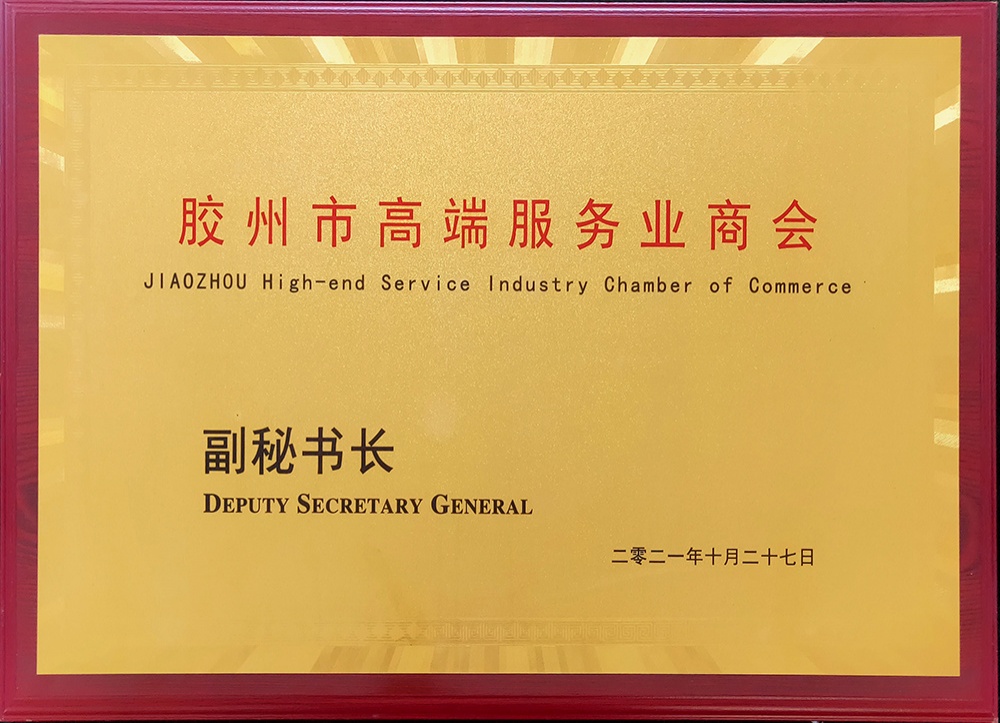 胶州市高端服务业商会
JIAOZHOU High-end Service Industry Chamber of Commerce
副秘书长
DEPUTY SECRETARY GENERAL
二零二一年十月二十七日